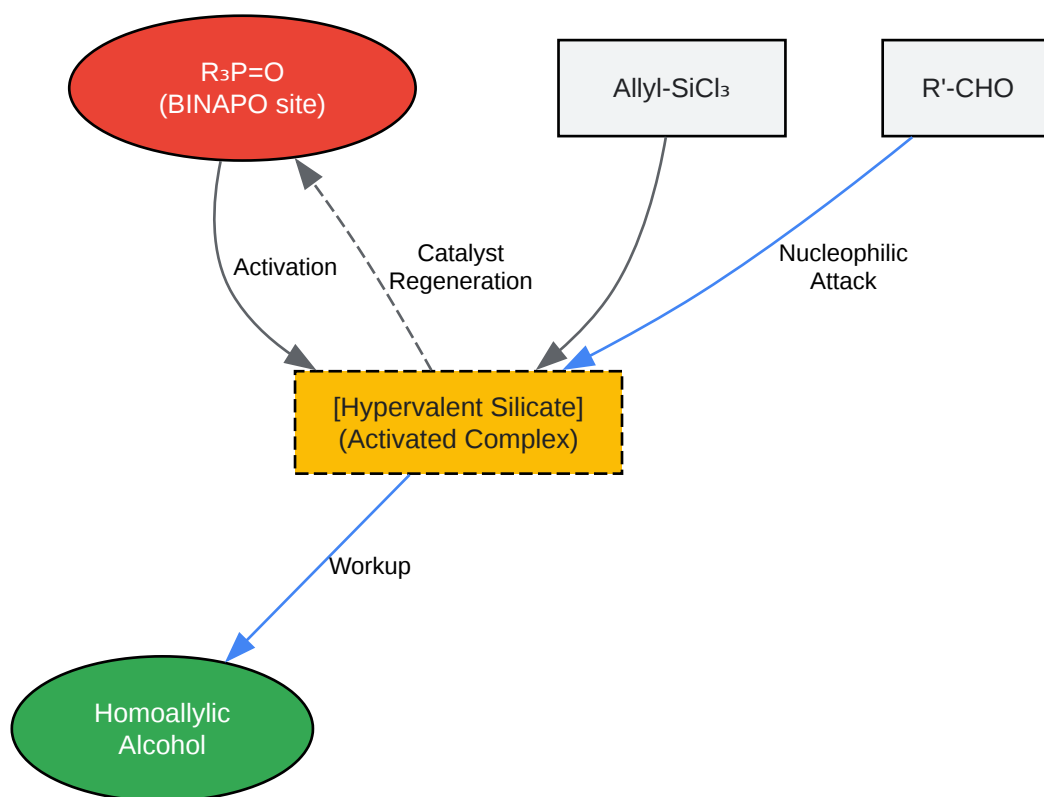 R₃P=O
(BINAPO site)
Allyl-SiCl₃
R'-CHO
Activation
Catalyst
Regeneration
Nucleophilic
Attack
[Hypervalent Silicate]
(Activated Complex)
Workup
Homoallylic
Alcohol